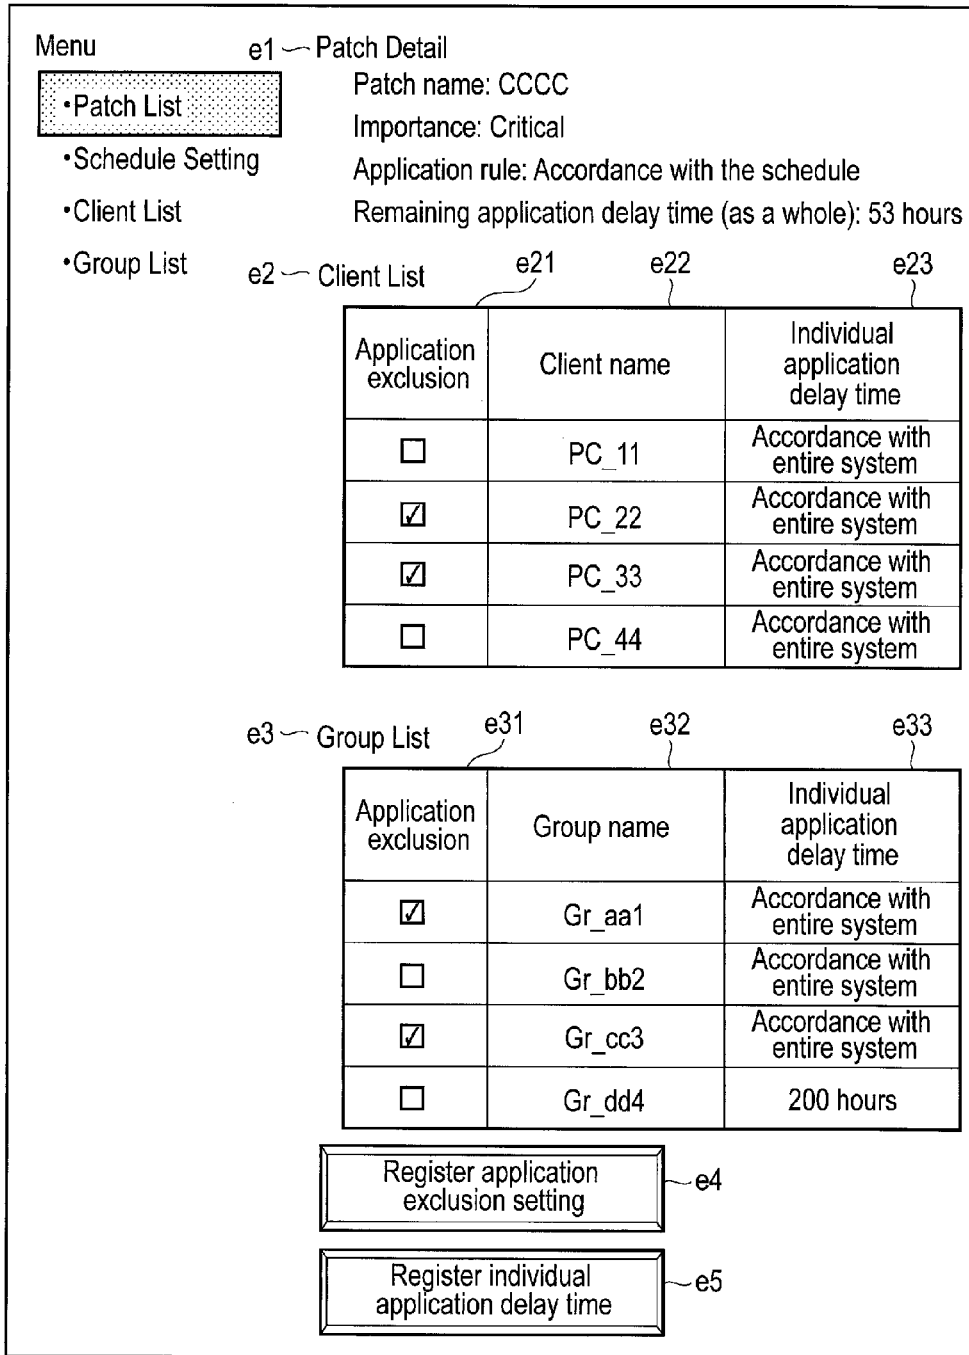 Menu
•Patch List
•Schedule Setting
•Client List
•Group List
e1 Patch Detail
Patch name: CCCC
Importance: Critical
Application rule: Accordance with the schedule
Remaining application delay time (as a whole): 53 hours
e2 Client List
e21
e22
e23
Application
exclusion
Client name
Individual
application
delay time
PC_11
Accordance with
entire system
PC_22
Accordance with
entire system
PC_33
Accordance with
entire system
PC_44
Accordance with
entire system
e3 Group List
e31
e32
e33
Application
exclusion
Group name
Individual
application
delay time
Gr_aa1
Accordance with
entire system
Gr_bb2
Accordance with
entire system
Gr_cc3
Accordance with
entire system
Gr_dd4
200 hours
Register application
exclusion setting
e4
Register individual
application delay time
e5